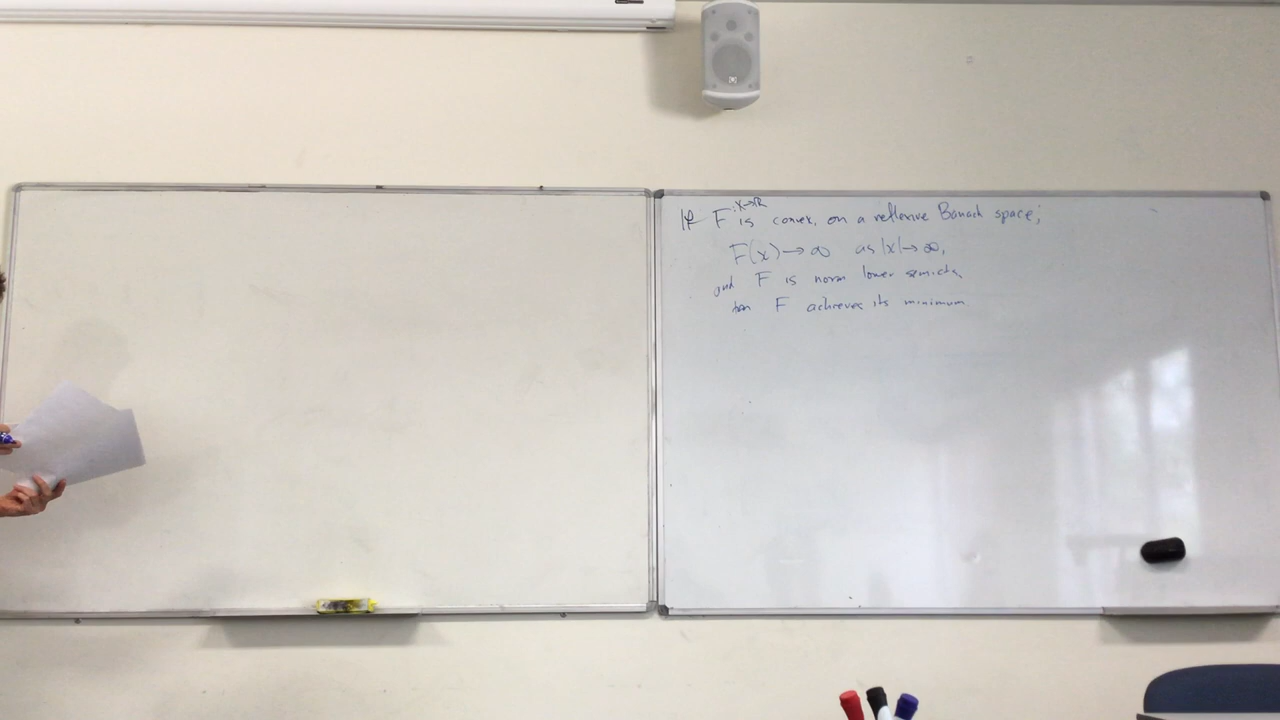 : X→ℝ
If F is convex, on a reflexive Banach space;
F(x) → ∞ as |x| → ∞,
and F is norm lower semicts,
then F achieves its minimum